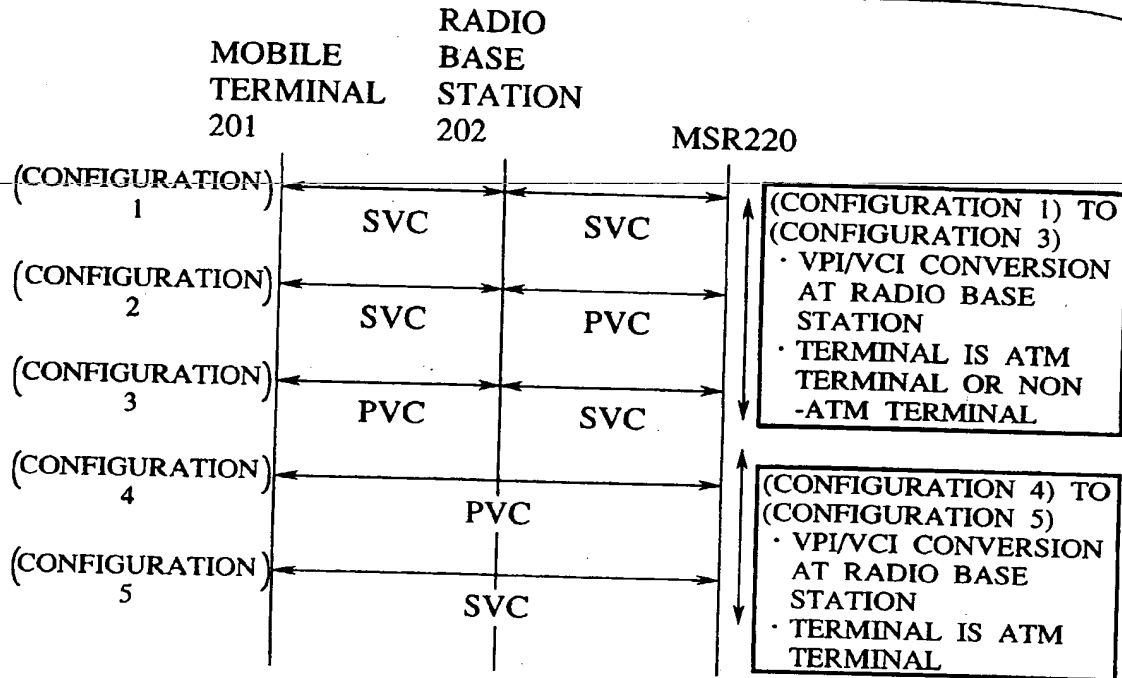 MOBILE
TERMINAL
201
RADIO
BASE
STATION
202
MSR220
(CONFIGURATION)
1
SVC
SVC
(CONFIGURATION)
2
SVC
PVC
(CONFIGURATION)
3
PVC
SVC
(CONFIGURATION)
4
PVC
(CONFIGURATION)
5
SVC
(CONFIGURATION 1) TO
(CONFIGURATION 3)
· VPI/VCI CONVERSION
AT RADIO BASE
STATION
· TERMINAL IS ATM
TERMINAL OR NON
-ATM TERMINAL
(CONFIGURATION 4) TO
(CONFIGURATION 5)
· VPI/VCI CONVERSION
AT RADIO BASE
STATION
· TERMINAL IS ATM
TERMINAL